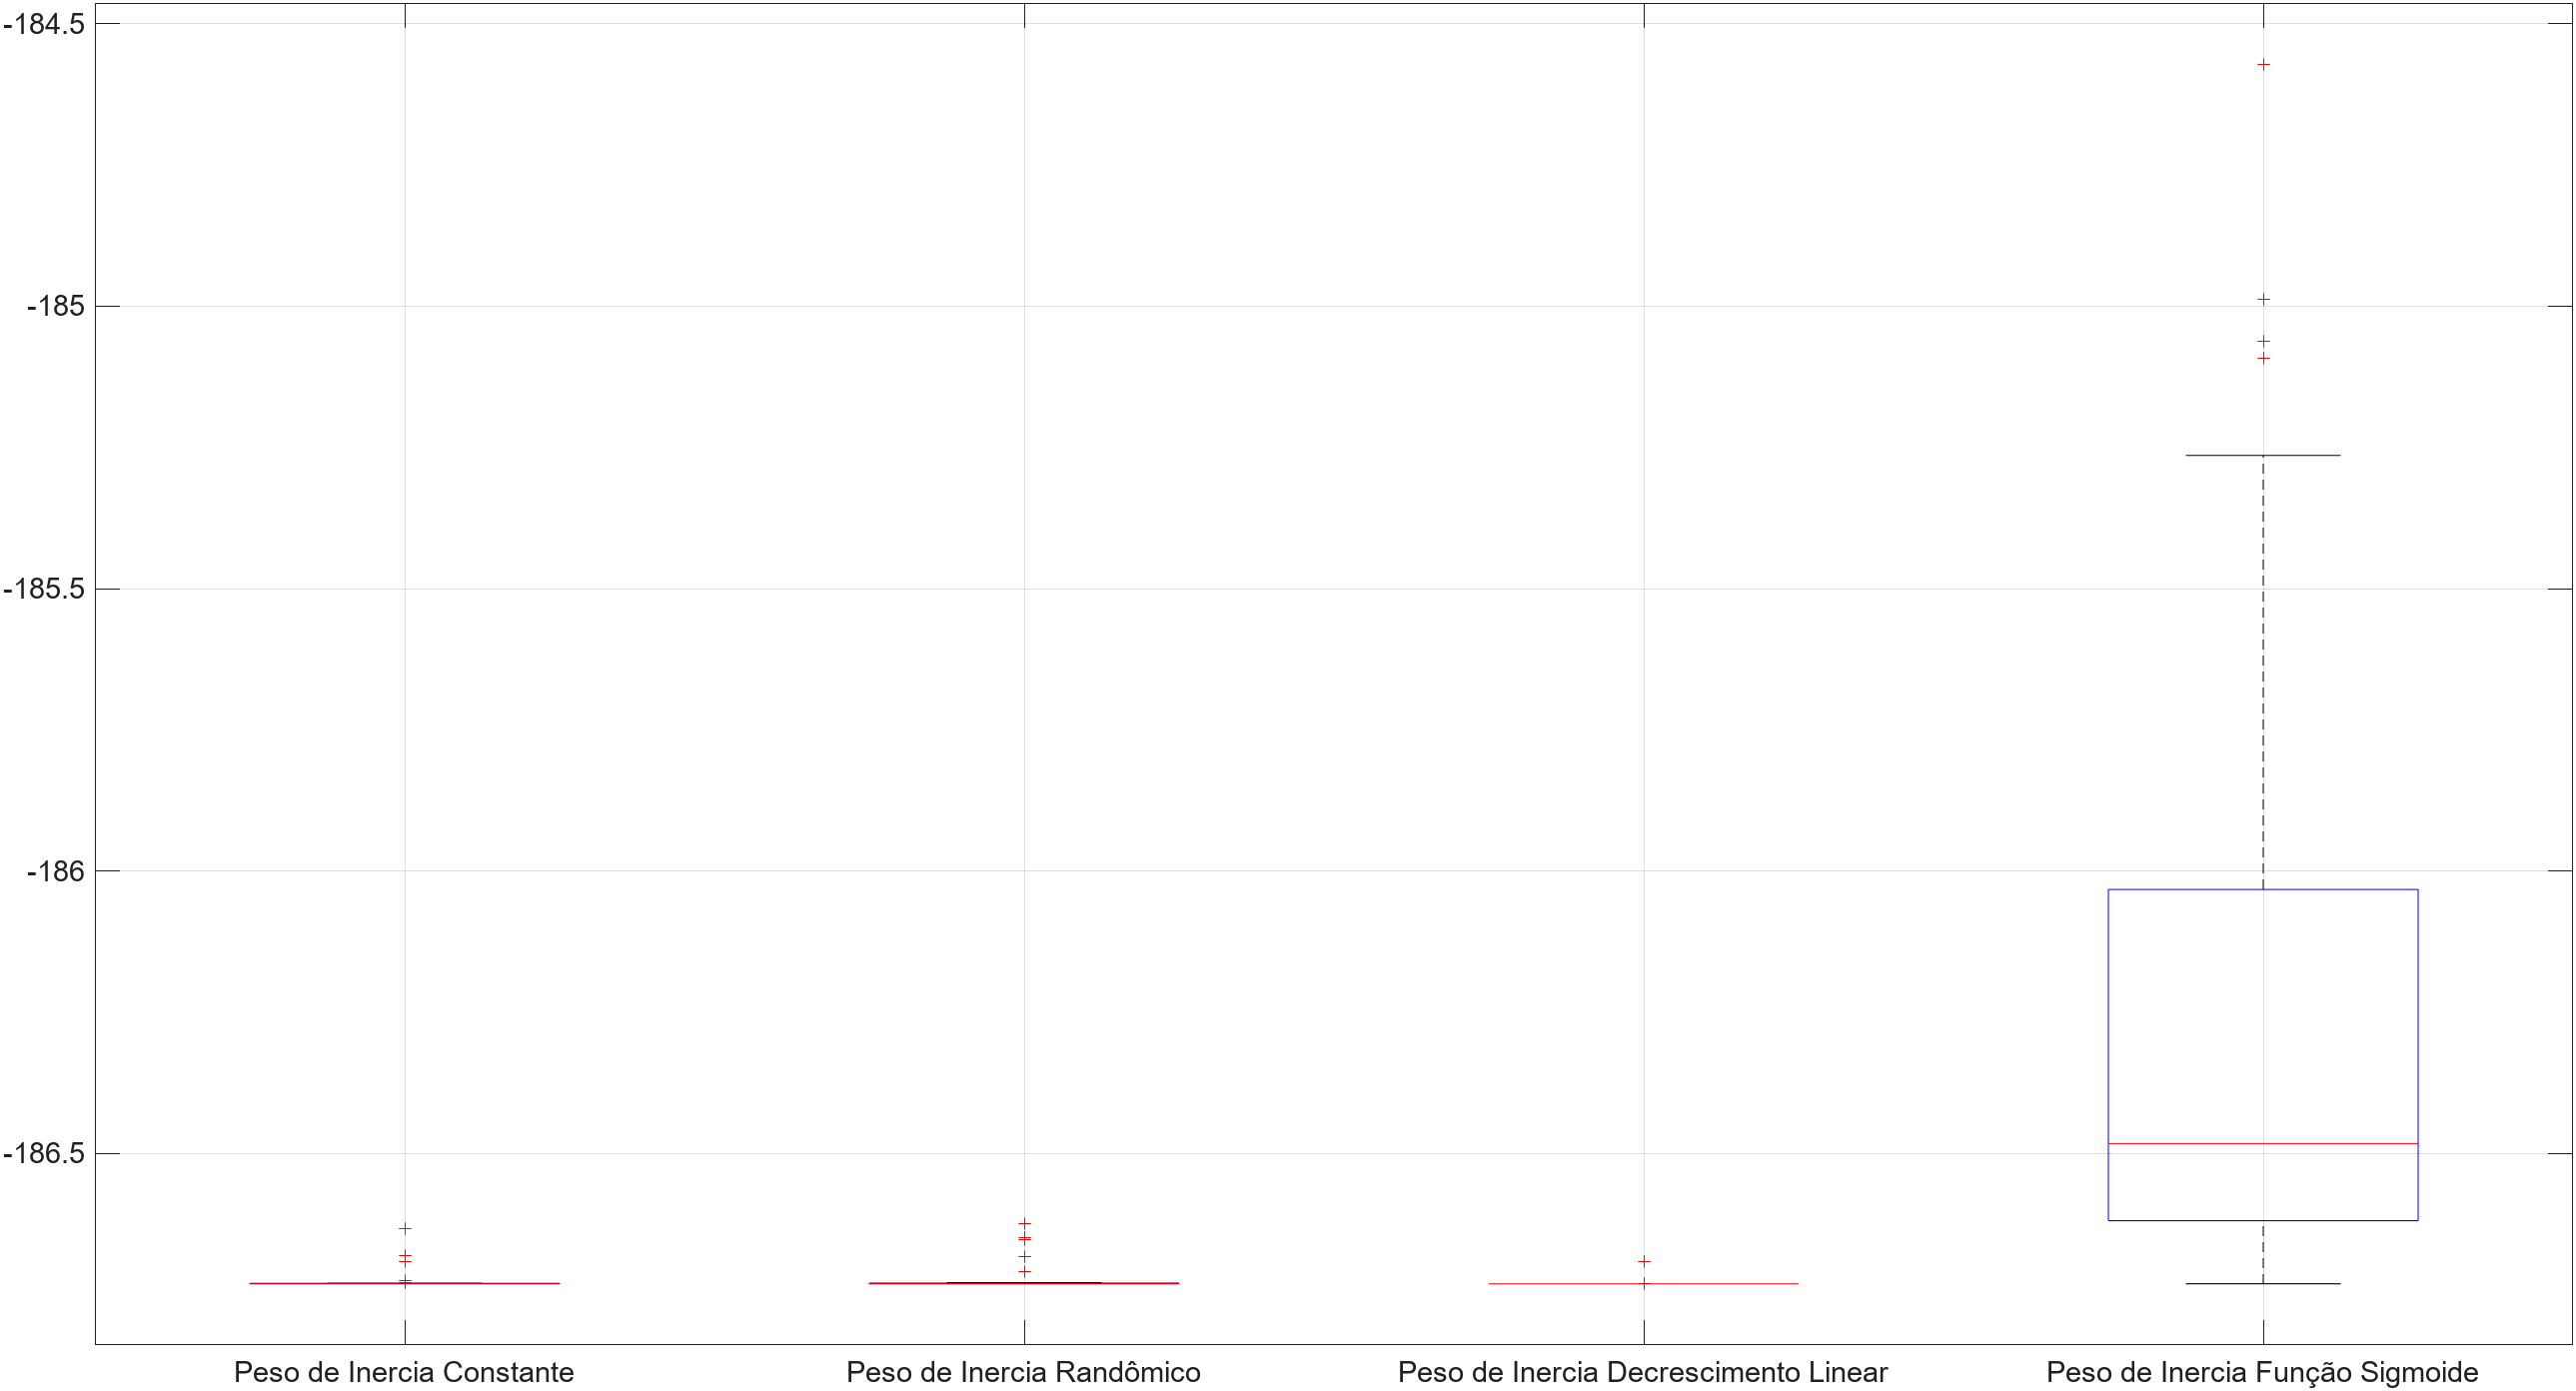 -184.5
-185
-185.5
-186
-186.5
Peso de Inercia Constante
Peso de Inercia Randômico
Peso de Inercia Decrescimento Linear
Peso de Inercia Função Sigmoide